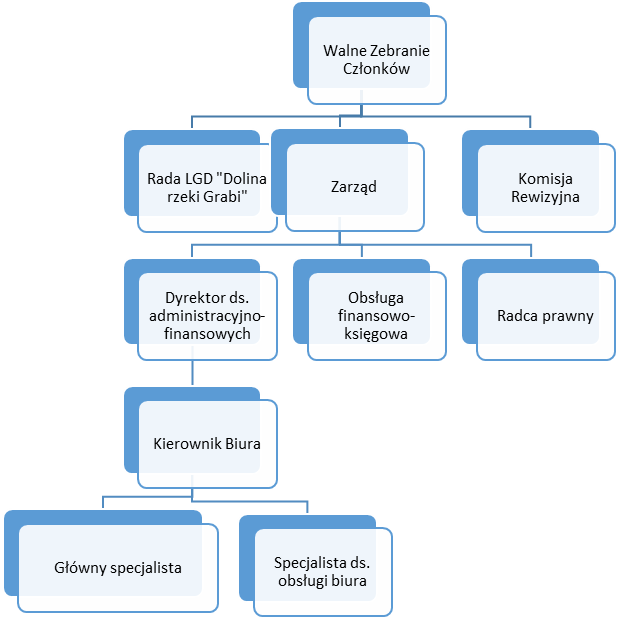 Walne Zebranie
Członków
Rada LGD "Dolina
rzeki Grabi"
Zarząd
Komisja
Rewizyjna
Dyrektor ds.
administracyjno-
finansowych
Obsługa
finansowo-
księgowa
Radca prawny
Kierownik Biura
Główny specjalista
Specjalista ds.
obsługi biura